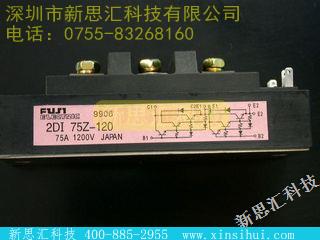 深圳市新思汇科技有限公司
电话：0755-83268160
FUJI 9906
ELECTRIC
2DI 75Z-120
75A 1200V JAPAN
C1 C2E1 E1 E2
B1 B2 E2
新思汇科技
新思汇科技 400-885-2955 www.xinsihui.com